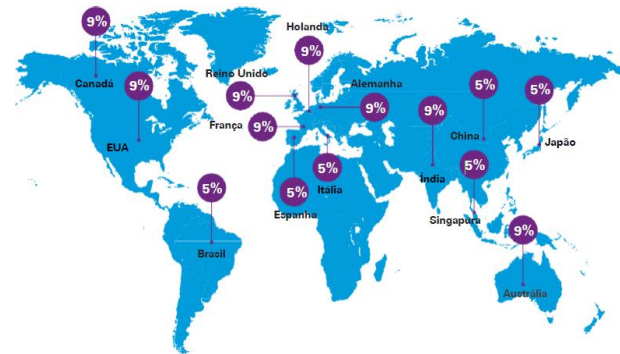 9%
Canadá
9%
EUA
Holanda
9%
Reino Unido
9%
Alemanha
9%
França
9%
5%
Itália
5%
Espanha
9%
Índia
5%
China
5%
Japão
5%
Singapura
5%
Brasil
9%
Austrália